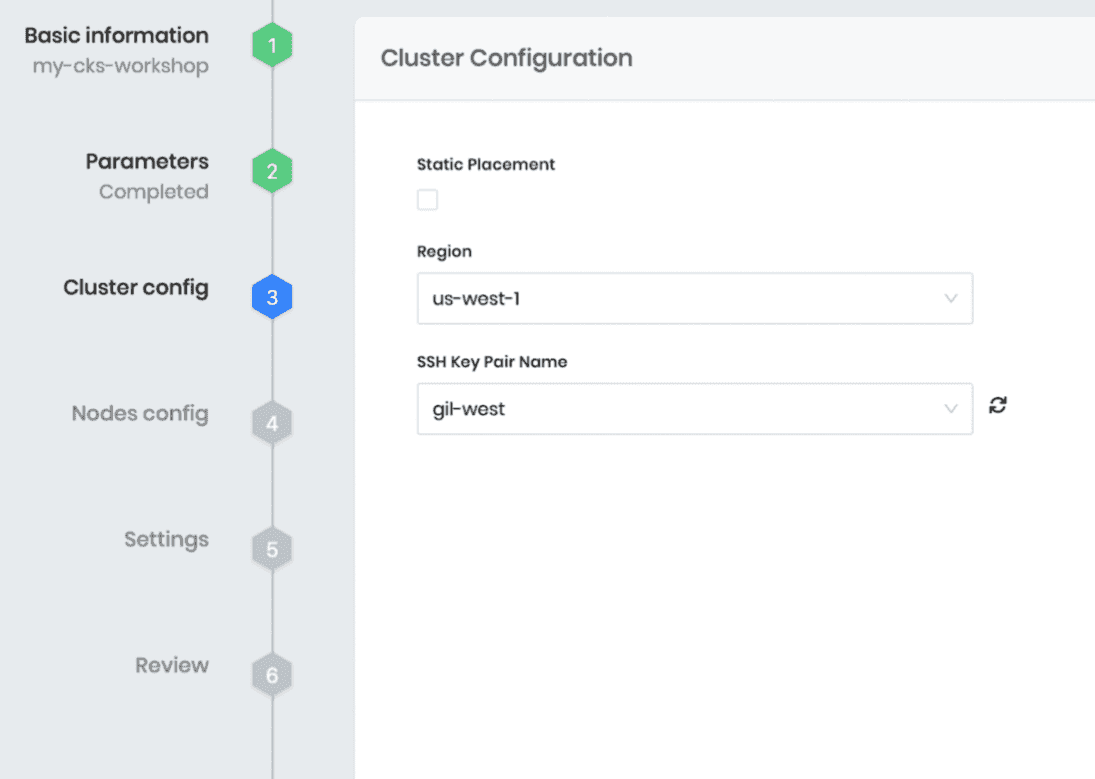 Basic information
my-cks-workshop
1
Parameters
Completed
2
Cluster config
3
Nodes config
4
Settings
5
Review
6
Cluster Configuration
Static Placement
Region
us-west-1
SSH Key Pair Name
gil-west